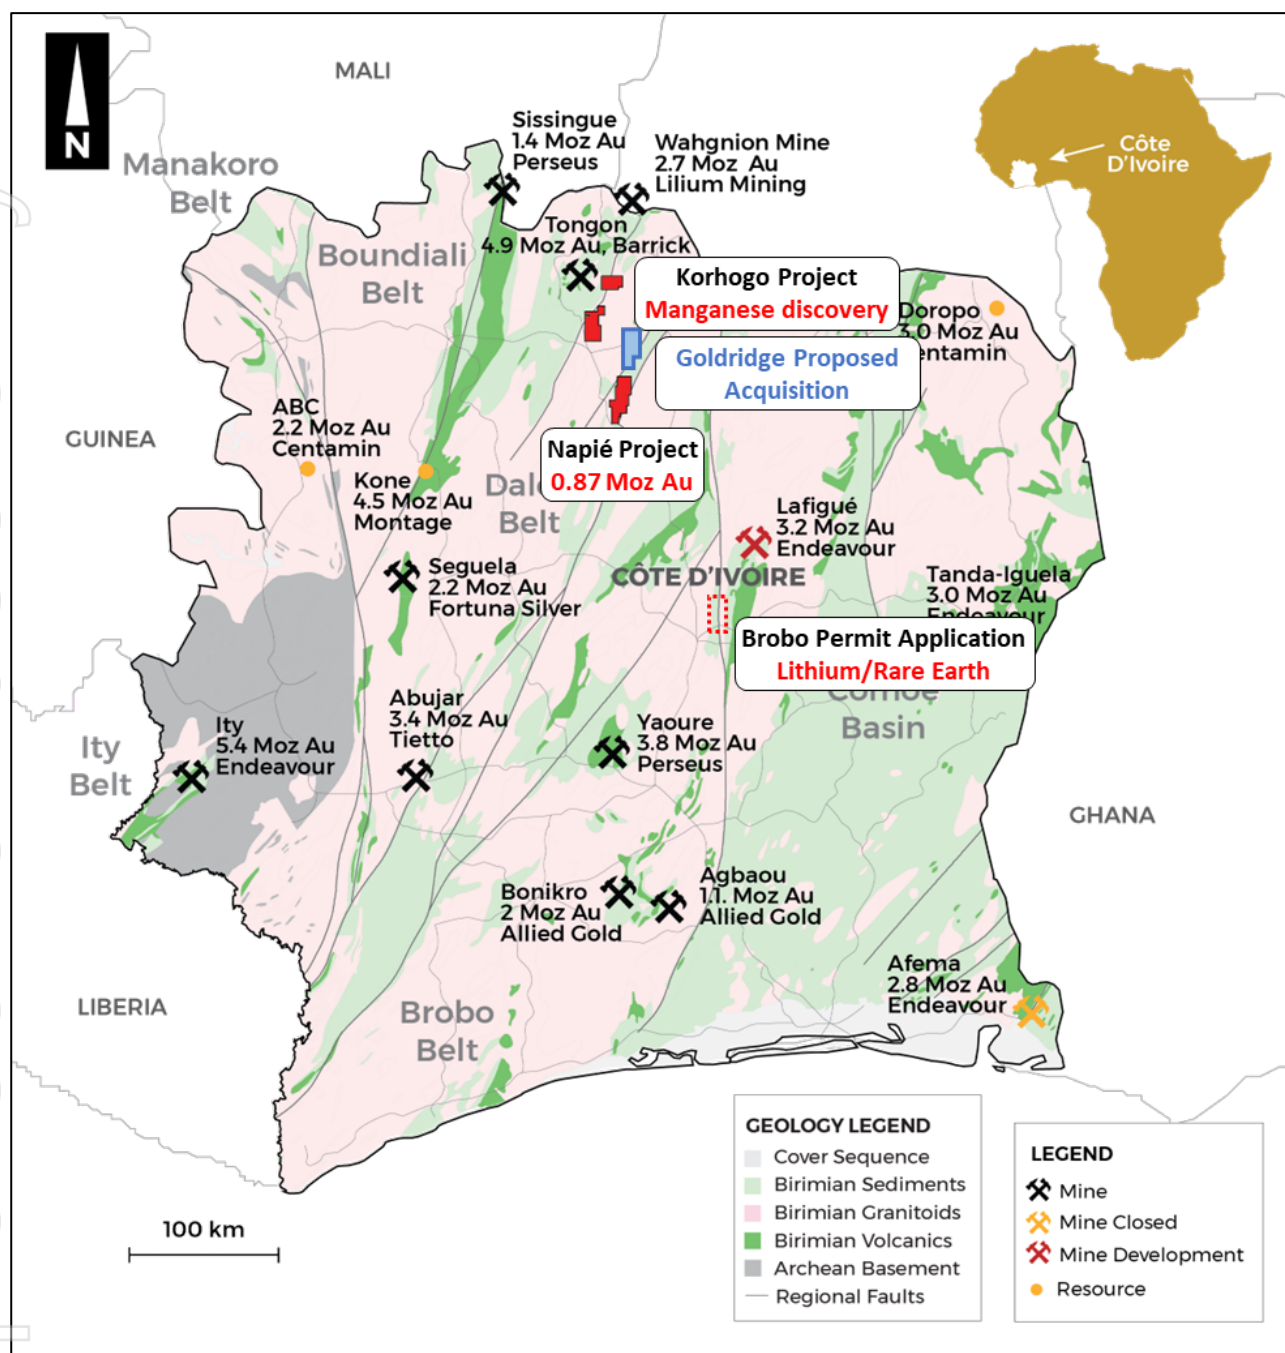 N
MALI
Manakoro
Belt
Sissingue
1.4 Moz Au
Perseus
Wahgnion Mine
2.7 Moz Au
Lilium Mining
Côte
D'Ivoire
Boundiali
Belt
Tongon
4.9 Moz Au, Barrick
Korhogo Project
Manganese discovery
Doropo
3.0 Moz Au
Goldridge Proposed
Acquisition
GUINEA
ABC
2.2 Moz Au
Centamin
Kone
4.5 Moz Au
Montage
Belt
Napié Project
0.87 Moz Au
Lafigué
3.2 Moz Au
Endeavour
CÔTE D'IVOIRE
Seguela
2.2 Moz Au
Fortuna Silver
Tanda-Iguela
3.0 Moz Au
Endeavour
Brobo Permit Application
Lithium/Rare Earth
Comoe
Basin
Abujar
3.4 Moz Au
Tietto
Ity
Belt
Ity
5.4 Moz Au
Endeavour
Yaoure
3.8 Moz Au
Perseus
GHANA
Bonikro
2 Moz Au
Allied Gold
Agbaou
1.1. Moz Au
Allied Gold
Afema
2.8 Moz Au
Endeavour
LIBERIA
Brobo
Belt
100 km
GEOLOGY LEGEND
Cover Sequence
Birimian Sediments
Birimian Granitoids
Birimian Volcanics
Archean Basement
Regional Faults
LEGEND
Mine
Mine Closed
Mine Development
Resource